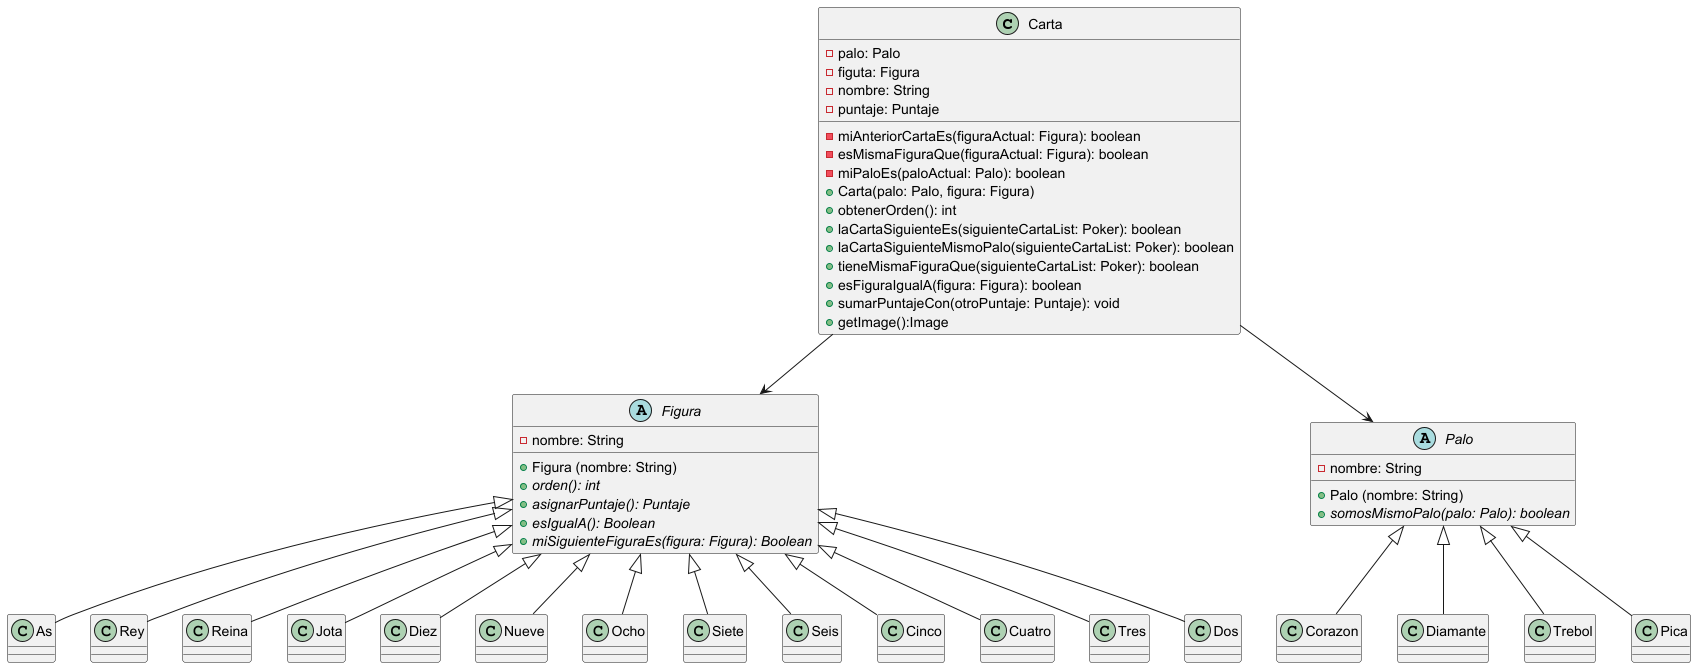 C Carta
palo: Palo
figuta: Figura
nombre: String
puntaje: Puntaje
miAnteriorCartaEs(figuraActual: Figura): boolean
esMismaFiguraQue(figuraActual: Figura): boolean
miPaloEs(paloActual: Palo): boolean
Carta(palo: Palo, figura: Figura)
obtenerOrden(): int
laCartaSiguienteEs(siguienteCartaList: Poker): boolean
laCartaSiguienteMismoPalo(siguienteCartaList: Poker): boolean
tieneMismaFiguraQue(siguienteCartaList: Poker): boolean
esFiguraIgualA(figura: Figura): boolean
sumarPuntajeCon(otroPuntaje: Puntaje): void
getImage():Image
A Figura
nombre: String
Figura (nombre: String)
orden(): int
asignarPuntaje(): Puntaje
esIgualA(): Boolean
miSiguienteFiguraEs(figura: Figura): Boolean
A Palo
nombre: String
Palo (nombre: String)
somosMismoPalo(palo: Palo): boolean
C As
C Rey
C Reina
C Jota
C Diez
C Nueve
C Ocho
C Siete
C Seis
C Cinco
C Cuatro
C Tres
C Dos
C Corazon
C Diamante
C Trebol
C Pica